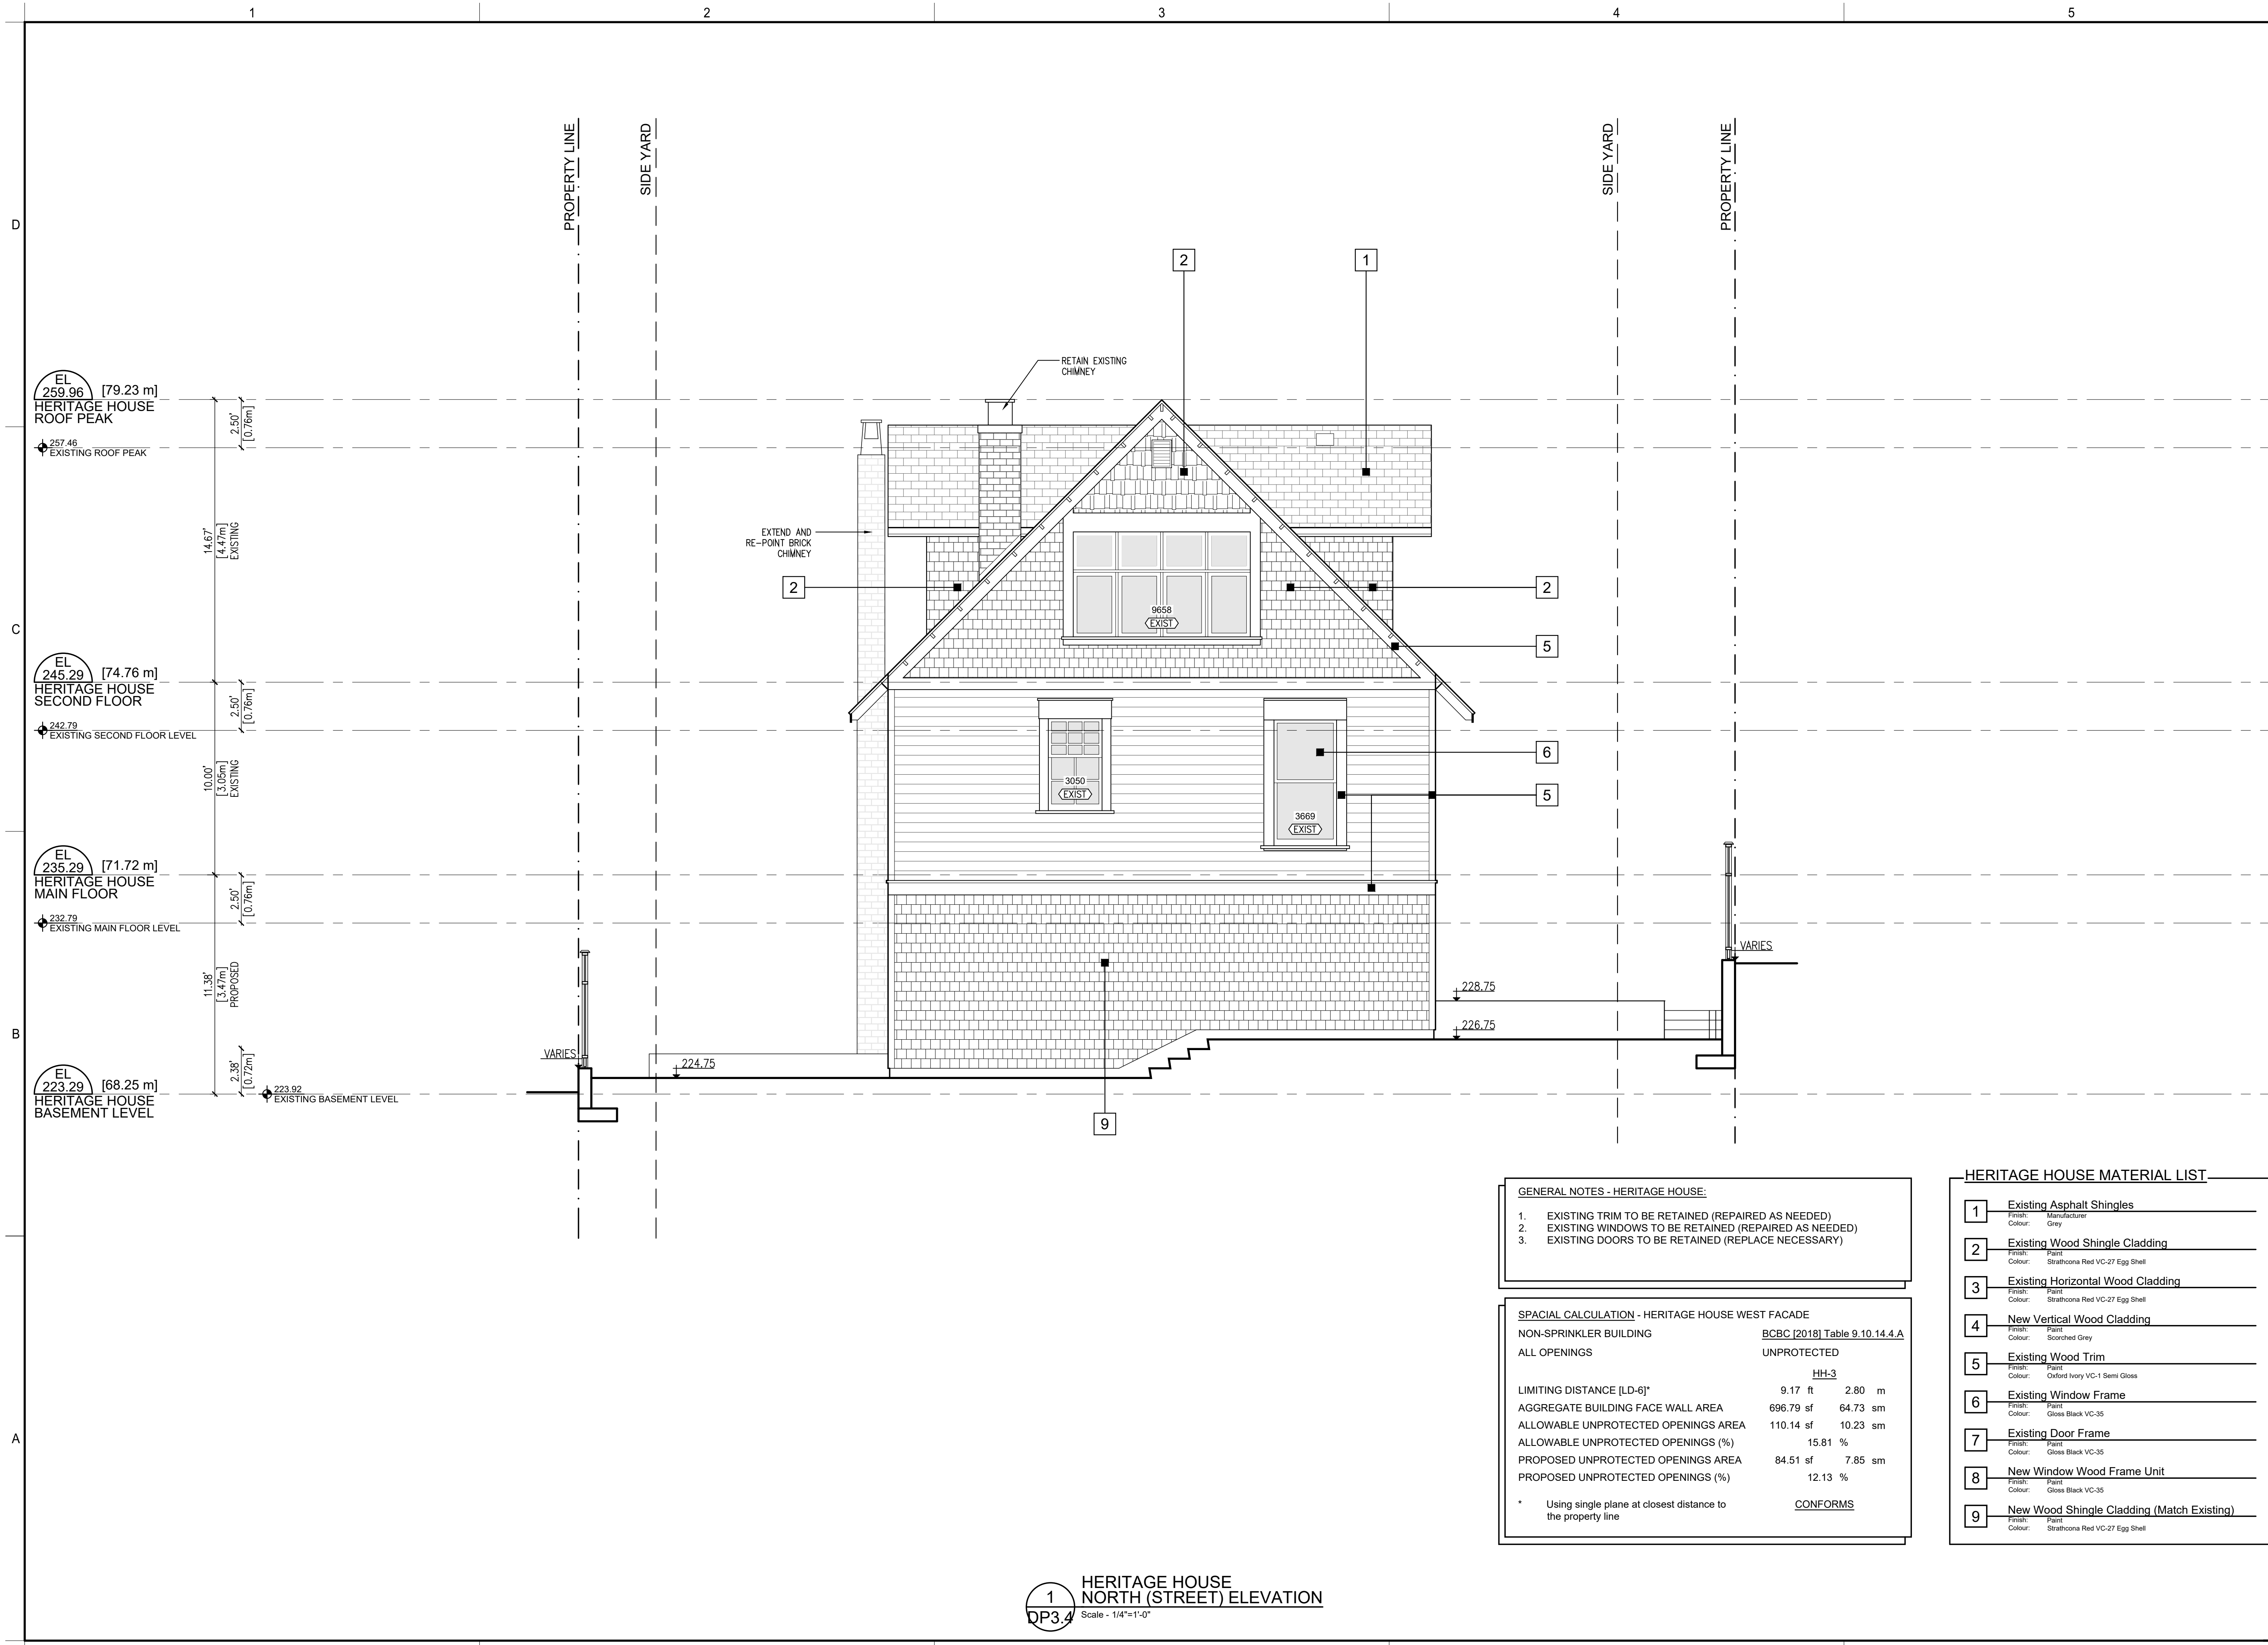 1
2
3
4
5
D
C
B
A
PROPERTY LINE
SIDE YARD
SIDE YARD
PROPERTY LINE
2
1
RETAIN EXISTING
CHIMNEY
EXTEND AND
RE-POINT BRICK
CHIMNEY
2
2
5
6
5
9
9658
EXIST
3050
EXIST
3669
EXIST
EL
259.96
[79.23 m]
HERITAGE HOUSE
ROOF PEAK
257.46
EXISTING ROOF PEAK
2.50'
[0.76m]
14.67'
[4.47m]
EXISTING
EL
245.29
[74.76 m]
HERITAGE HOUSE
SECOND FLOOR
242.79
EXISTING SECOND FLOOR LEVEL
2.50'
[0.76m]
10.00'
[3.05m]
EXISTING
EL
235.29
[71.72 m]
HERITAGE HOUSE
MAIN FLOOR
232.79
EXISTING MAIN FLOOR LEVEL
2.50'
[0.76m]
11.38'
[3.47m]
PROPOSED
EL
223.29
[68.25 m]
HERITAGE HOUSE
BASEMENT LEVEL
2.38'
[0.72m]
223.92
EXISTING BASEMENT LEVEL
VARIES
224.75
228.75
226.75
VARIES
GENERAL NOTES - HERITAGE HOUSE:
1. EXISTING TRIM TO BE RETAINED (REPAIRED AS NEEDED)
2. EXISTING WINDOWS TO BE RETAINED (REPAIRED AS NEEDED)
3. EXISTING DOORS TO BE RETAINED (REPLACE NECESSARY)
SPACIAL CALCULATION - HERITAGE HOUSE WEST FACADE
NON-SPRINKLER BUILDING BCBC [2018] Table 9.10.14.4.A
ALL OPENINGS UNPROTECTED
HH-3
LIMITING DISTANCE [LD-6]* 9.17 ft 2.80 m
AGGREGATE BUILDING FACE WALL AREA 696.79 sf 64.73 sm
ALLOWABLE UNPROTECTED OPENINGS AREA 110.14 sf 10.23 sm
ALLOWABLE UNPROTECTED OPENINGS (%) 15.81 %
PROPOSED UNPROTECTED OPENINGS AREA 84.51 sf 7.85 sm
PROPOSED UNPROTECTED OPENINGS (%) 12.13 %
* Using single plane at closest distance to CONFORMS
the property line
HERITAGE HOUSE MATERIAL LIST
1 Existing Asphalt Shingles
Finish: Manufacturer
Colour: Grey
2 Existing Wood Shingle Cladding
Finish: Paint
Colour: Strathcona Red VC-27 Egg Shell
3 Existing Horizontal Wood Cladding
Finish: Paint
Colour: Strathcona Red VC-27 Egg Shell
4 New Vertical Wood Cladding
Finish: Paint
Colour: Scorched Grey
5 Existing Wood Trim
Finish: Paint
Colour: Oxford Ivory VC-1 Semi Gloss
6 Existing Window Frame
Finish: Paint
Colour: Gloss Black VC-35
7 Existing Door Frame
Finish: Paint
Colour: Gloss Black VC-35
8 New Window Wood Frame Unit
Finish: Paint
Colour: Gloss Black VC-35
9 New Wood Shingle Cladding (Match Existing)
Finish: Paint
Colour: Strathcona Red VC-27 Egg Shell
1
DP3.4
HERITAGE HOUSE
NORTH (STREET) ELEVATION
Scale - 1/4"=1'-0"